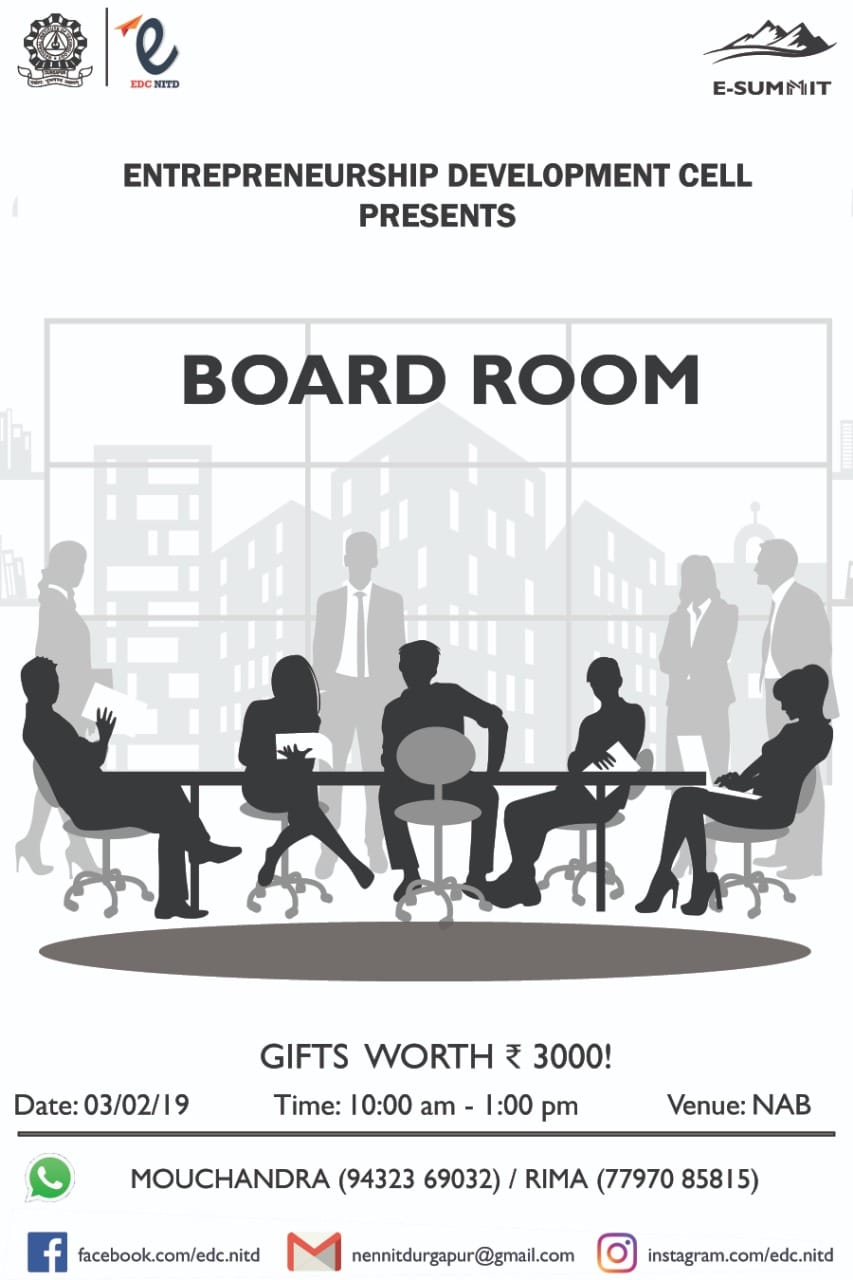 DURGAPUR
EDC NITD
E-SUMMIT
ENTREPRENEURSHIP DEVELOPMENT CELL
PRESENTS
BOARD ROOM
GIFTS WORTH ₹ 3000!
Date: 03/02/19 Time: 10:00 am - 1:00 pm Venue: NAB
MOUCHANDRA (94323 69032) / RIMA (77970 85815)
facebook.com/edc.nitd nennitdurgapur@gmail.com instagram.com/edc.nitd